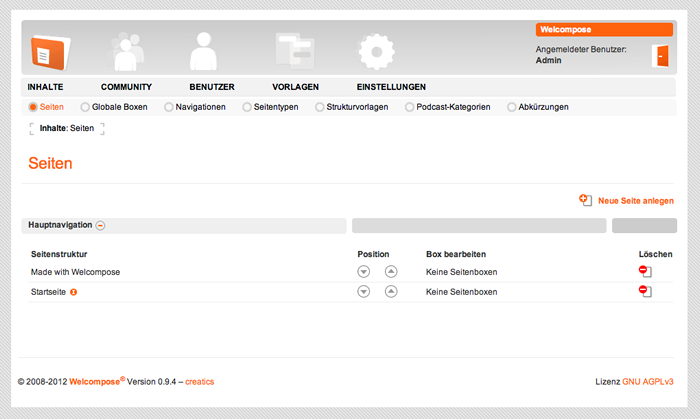 Welcompose
Angemeldeter Benutzer:
Admin
INHALTE COMMUNITY BENUTZER VORLAGEN EINSTELLUNGEN
Seiten Globale Boxen Navigationen Seitentypen Strukturvorlagen Podcast-Kategorien Abkürzungen
Inhalte: Seiten
Seiten
Neue Seite anlegen
Hauptnavigation
Seitenstruktur Position Box bearbeiten Löschen
Made with Welcompose Keine Seitenboxen
Startseite Keine Seitenboxen
© 2008-2012 Welcompose® Version 0.9.4 – creatics Lizenz GNU AGPLv3